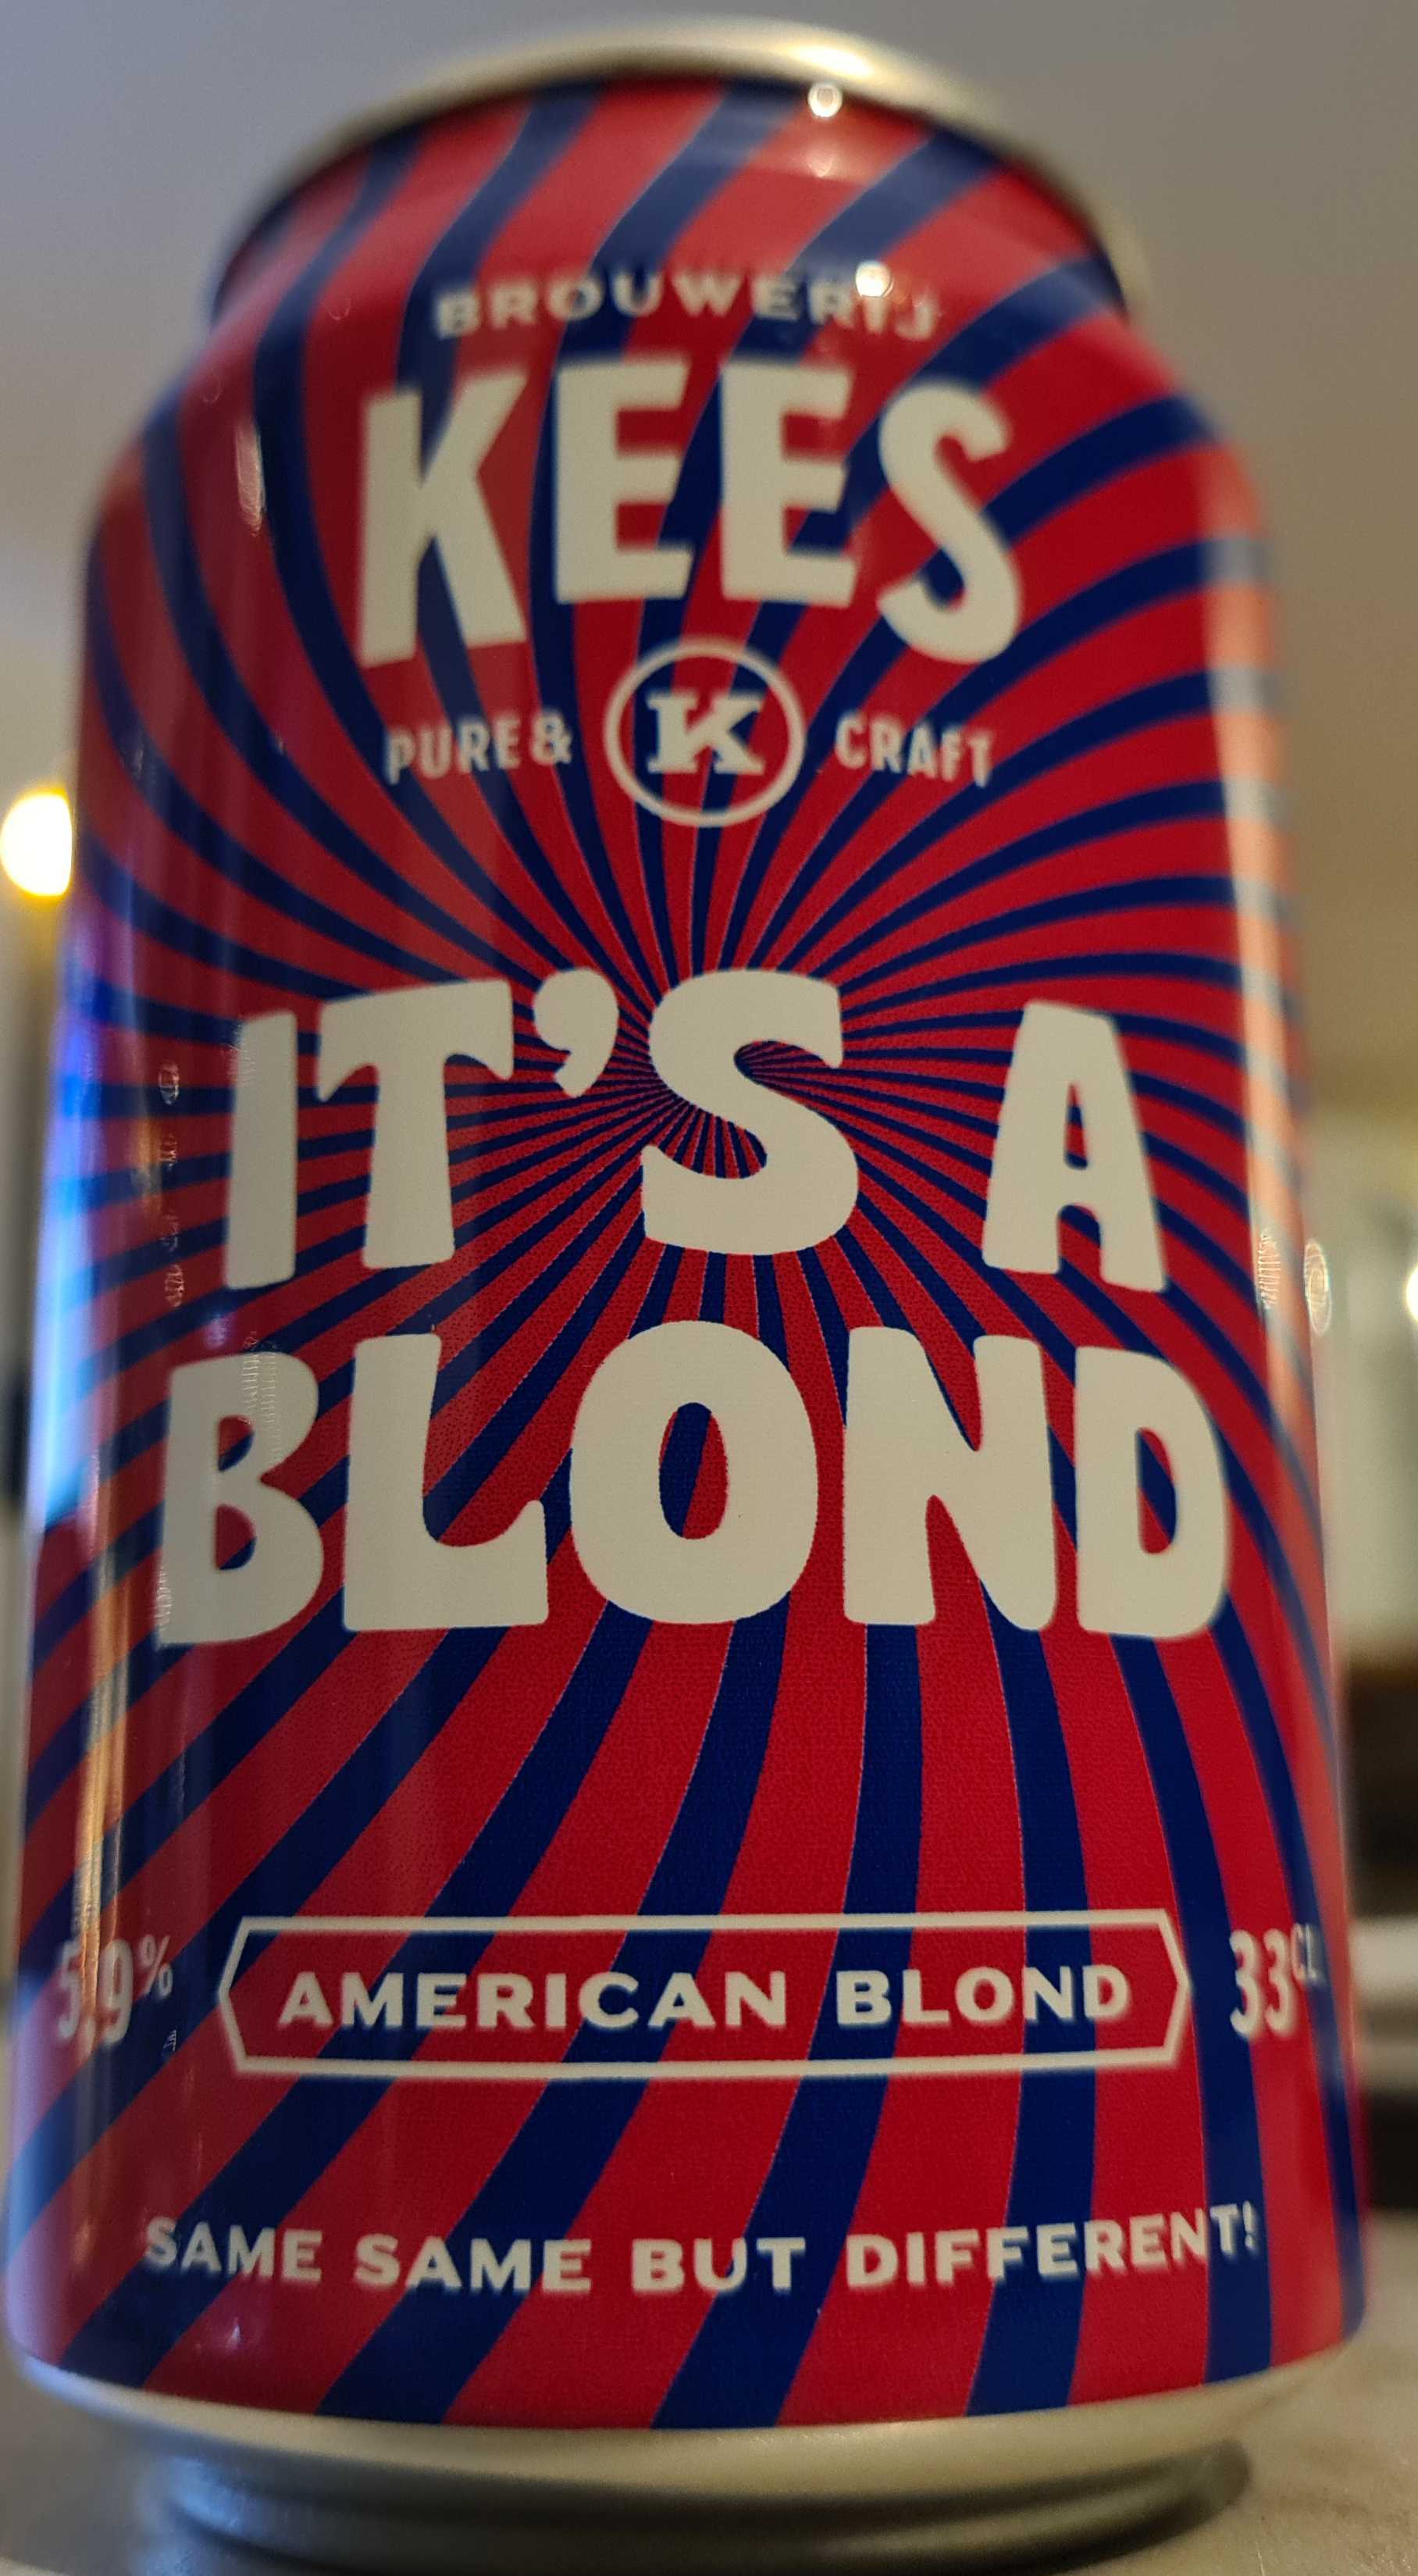 BROUWERIJ
KEES
PURE & K CRAFT
IT'S A
BLOND
5,9% AMERICAN BLOND 33CL
SAME SAME BUT DIFFERENT!